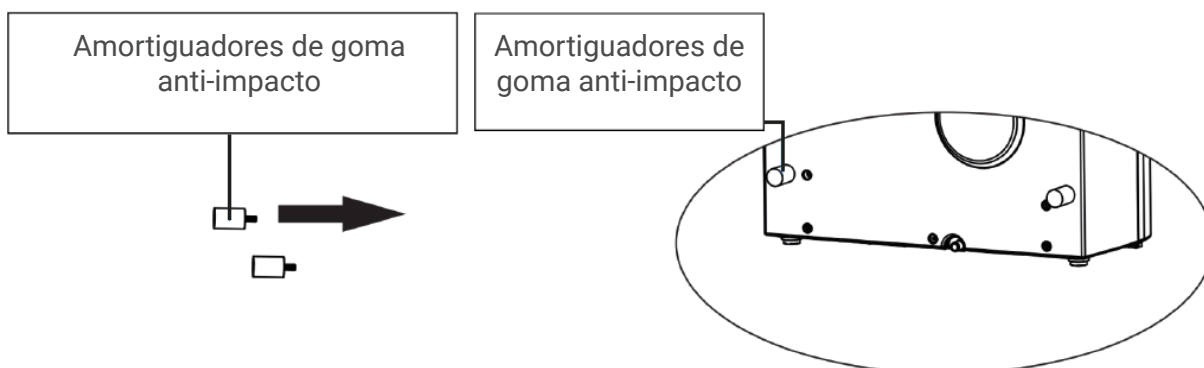 Amortiguadores de goma
anti-impacto
Amortiguadores de
goma anti-impacto